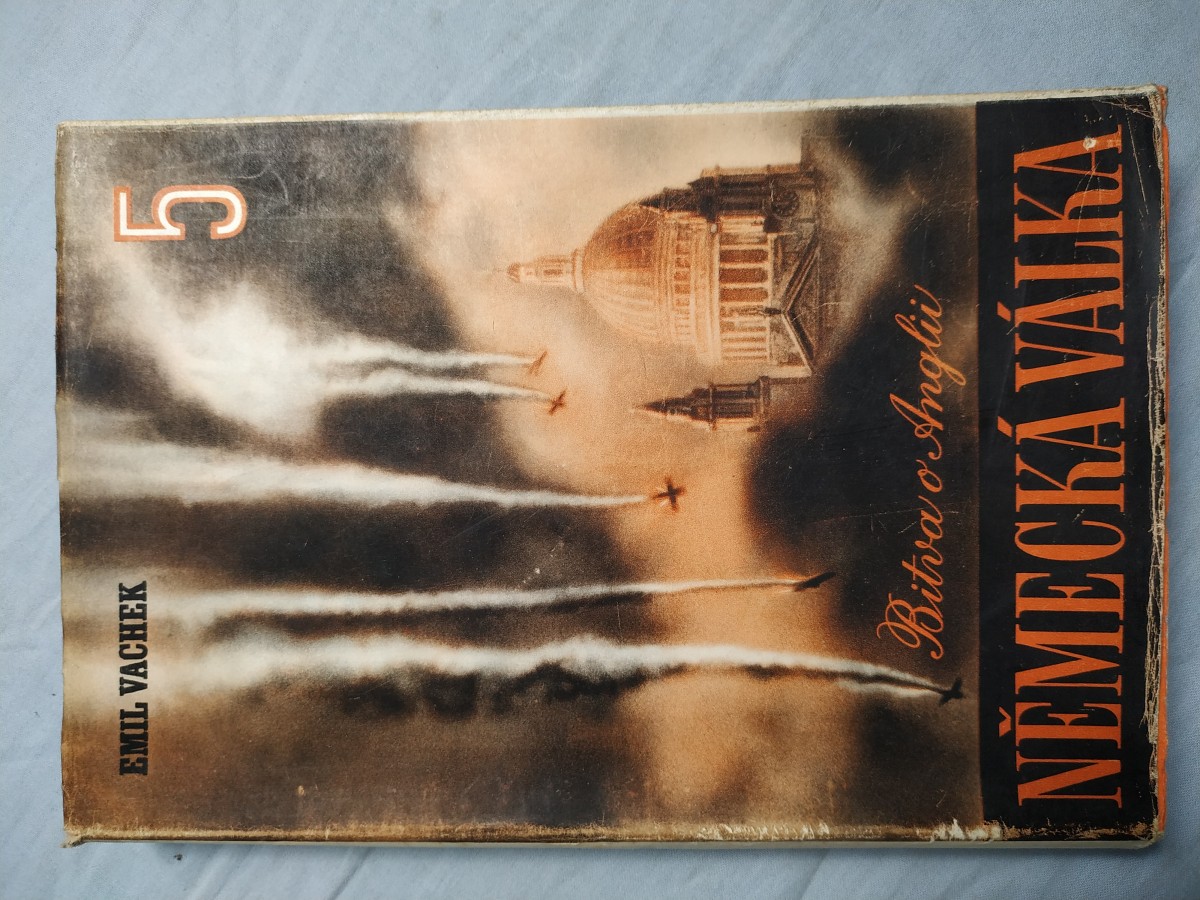 EMIL VACHEK
5
Bitva o Anglii
NĚMECKÁ VÁLKA